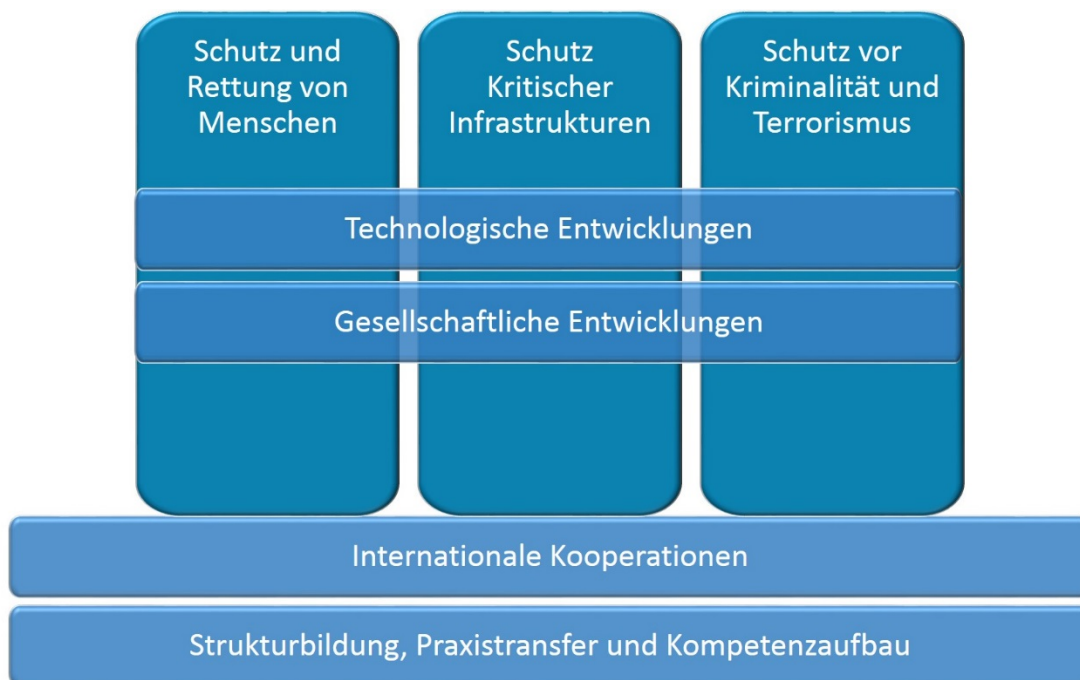 Schutz und
Rettung von
Menschen
Schutz
Kritischer
Infrastrukturen
Schutz vor
Kriminalität und
Terrorismus
Technologische Entwicklungen
Gesellschaftliche Entwicklungen
Internationale Kooperationen
Strukturbildung, Praxistransfer und Kompetenzaufbau